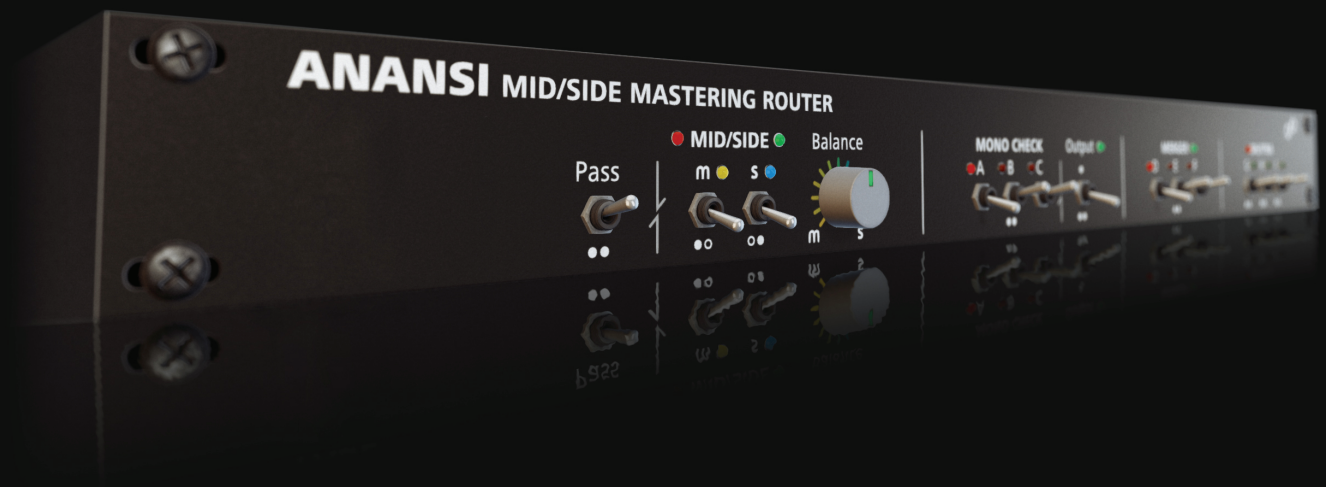 ANANSI MID/SIDE MASTERING ROUTER
MID/SIDE
Balance
Pass
m
s
m
s
MONO CHECK
A
B
C
Output